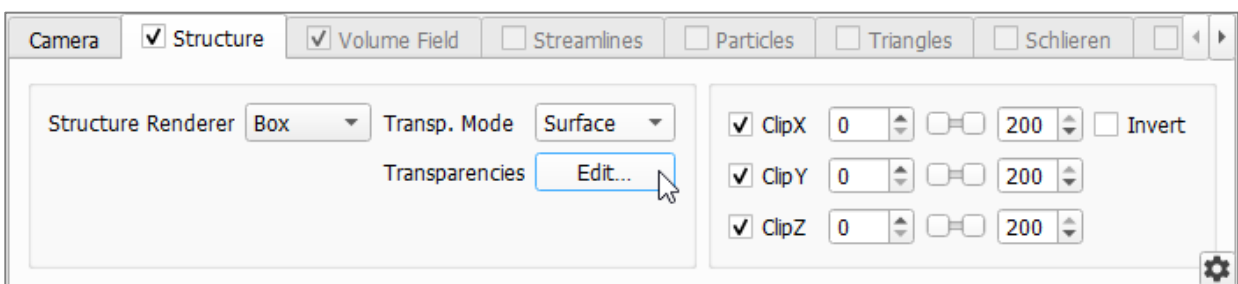 Camera Structure Volume Field Streamlines Particles Triangles Schlieren
Structure Renderer Box Transp. Mode Surface
Transparencies Edit...
ClipX 0 200 Invert
ClipY 0 200
ClipZ 0 200